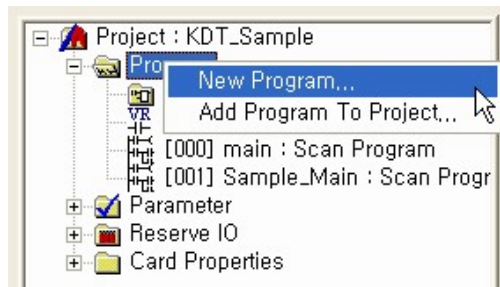 Project : KDT_Sample
New Program...
Add Program To Project...
VR
[000] main : Scan Program
[001] Sample_Main : Scan Progr
Parameter
Reserve IO
Card Properties